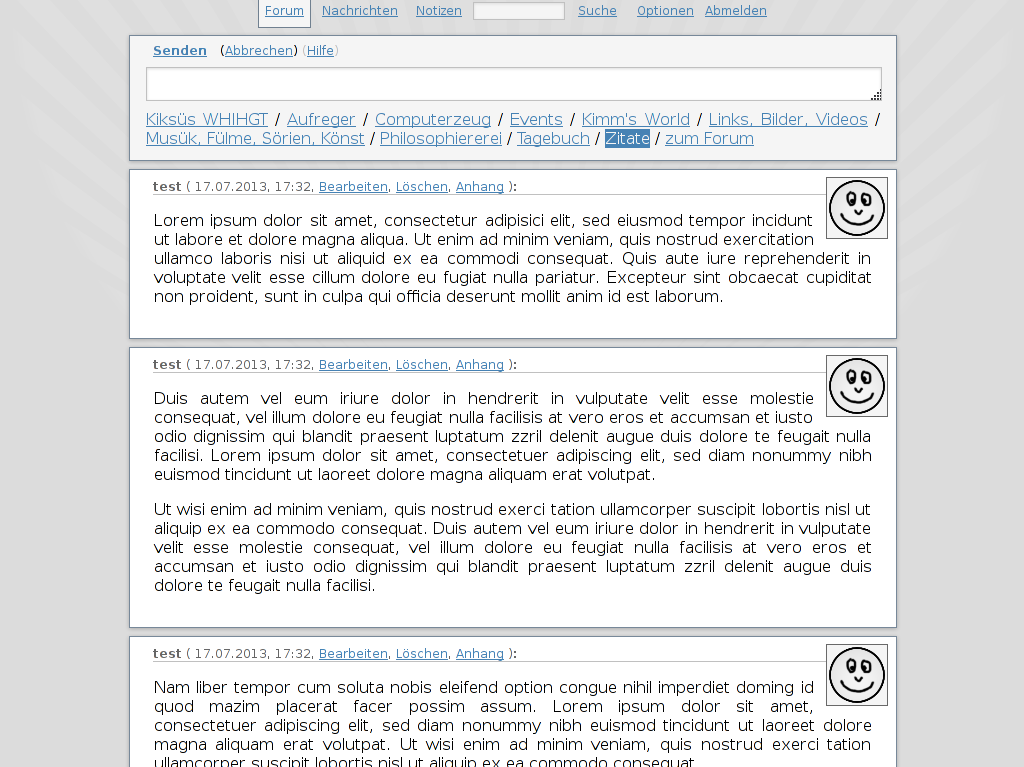 Forum Nachrichten Notizen Suche Optionen Abmelden
Senden (Abbrechen) (Hilfe)
Kiksüs WHIHGT / Aufreger / Computerzeug / Events / Kimm's World / Links, Bilder, Videos /
Musük, Fülme, Sörien, Könst / Philosophiererei / Tagebuch / Zitate / zum Forum
test ( 17.07.2013, 17:32, Bearbeiten, Löschen, Anhang ):
Lorem ipsum dolor sit amet, consectetur adipisici elit, sed eiusmod tempor incidunt
ut labore et dolore magna aliqua. Ut enim ad minim veniam, quis nostrud exercitation
ullamco laboris nisi ut aliquid ex ea commodi consequat. Quis aute iure reprehenderit in
voluptate velit esse cillum dolore eu fugiat nulla pariatur. Excepteur sint obcaecat cupiditat
non proident, sunt in culpa qui officia deserunt mollit anim id est laborum.
test ( 17.07.2013, 17:32, Bearbeiten, Löschen, Anhang ):
Duis autem vel eum iriure dolor in hendrerit in vulputate velit esse molestie
consequat, vel illum dolore eu feugiat nulla facilisis at vero eros et accumsan et iusto
odio dignissim qui blandit praesent luptatum zzril delenit augue duis dolore te feugait nulla
facilisi. Lorem ipsum dolor sit amet, consectetuer adipiscing elit, sed diam nonummy nibh
euismod tincidunt ut laoreet dolore magna aliquam erat volutpat.
Ut wisi enim ad minim veniam, quis nostrud exerci tation ullamcorper suscipit lobortis nisl ut
aliquip ex ea commodo consequat. Duis autem vel eum iriure dolor in hendrerit in vulputate
velit esse molestie consequat, vel illum dolore eu feugiat nulla facilisis at vero eros et
accumsan et iusto odio dignissim qui blandit praesent luptatum zzril delenit augue duis
dolore te feugait nulla facilisi.
test ( 17.07.2013, 17:32, Bearbeiten, Löschen, Anhang ):
Nam liber tempor cum soluta nobis eleifend option congue nihil imperdiet doming id
quod mazim placerat facer possim assum. Lorem ipsum dolor sit amet,
consectetuer adipiscing elit, sed diam nonummy nibh euismod tincidunt ut laoreet dolore
magna aliquam erat volutpat. Ut wisi enim ad minim veniam, quis nostrud exerci tation
ullamcorper suscipit lobortis nisl ut aliquip ex ea commodo consequat.